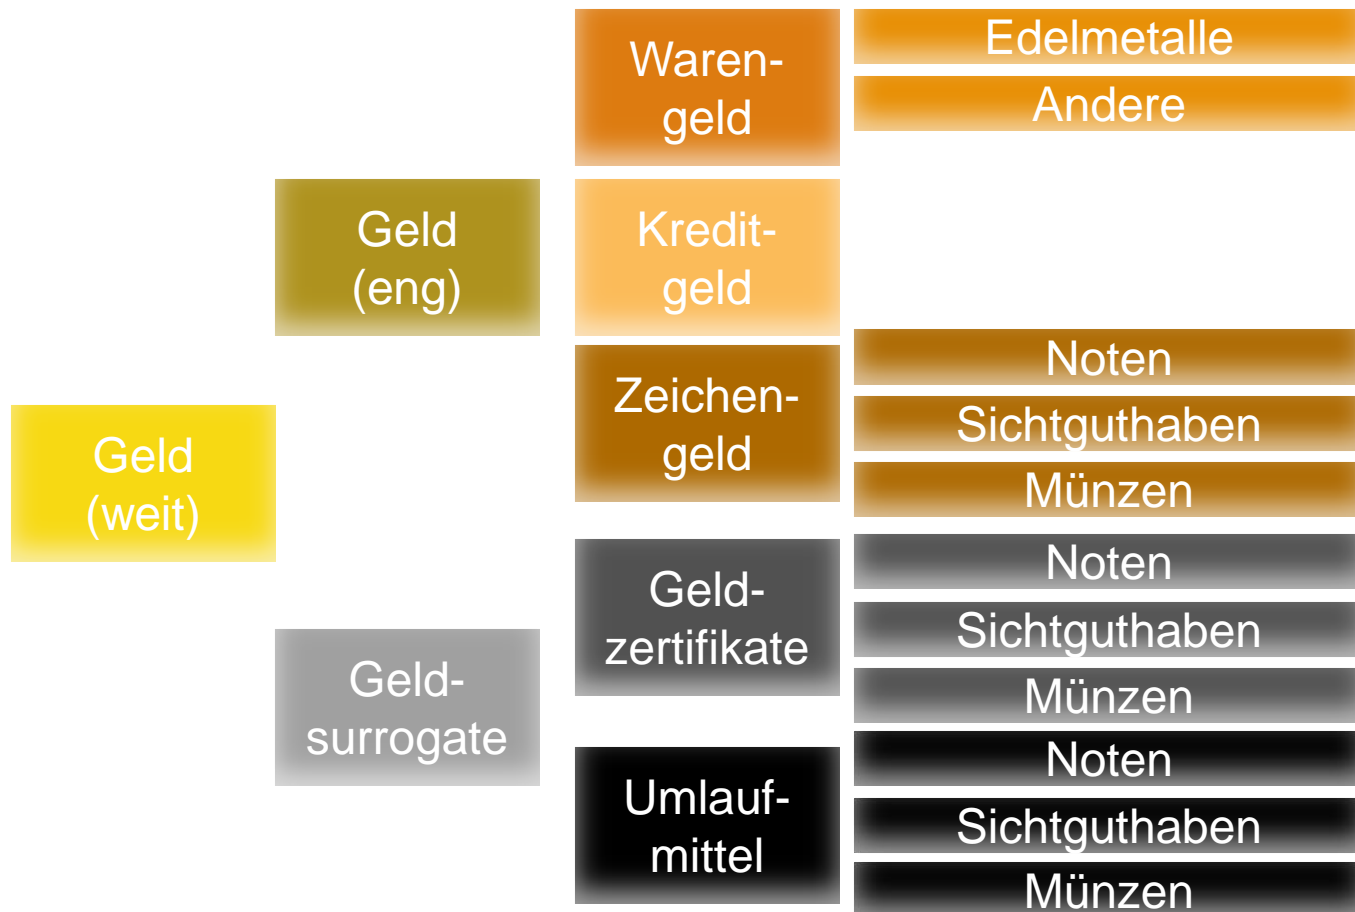 Geld
(weit)
Geld
(eng)
Waren-
geld
Edelmetalle
Andere
Kredit-
geld
Zeichen-
geld
Noten
Sichtguthaben
Münzen
Geld-
surrogate
Geld-
zertifikate
Noten
Sichtguthaben
Münzen
Umlauf-
mittel
Noten
Sichtguthaben
Münzen